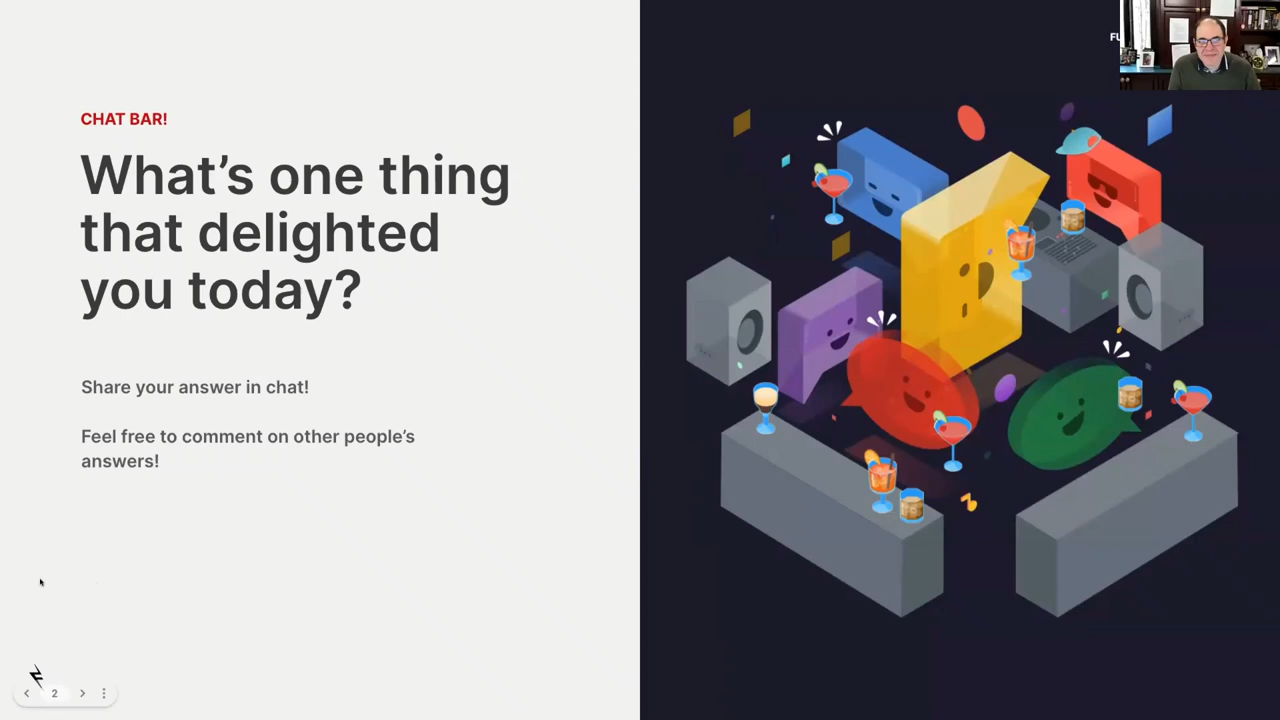 CHAT BAR!
What’s one thing
that delighted
you today?
Share your answer in chat!
Feel free to comment on other people’s
answers!
2